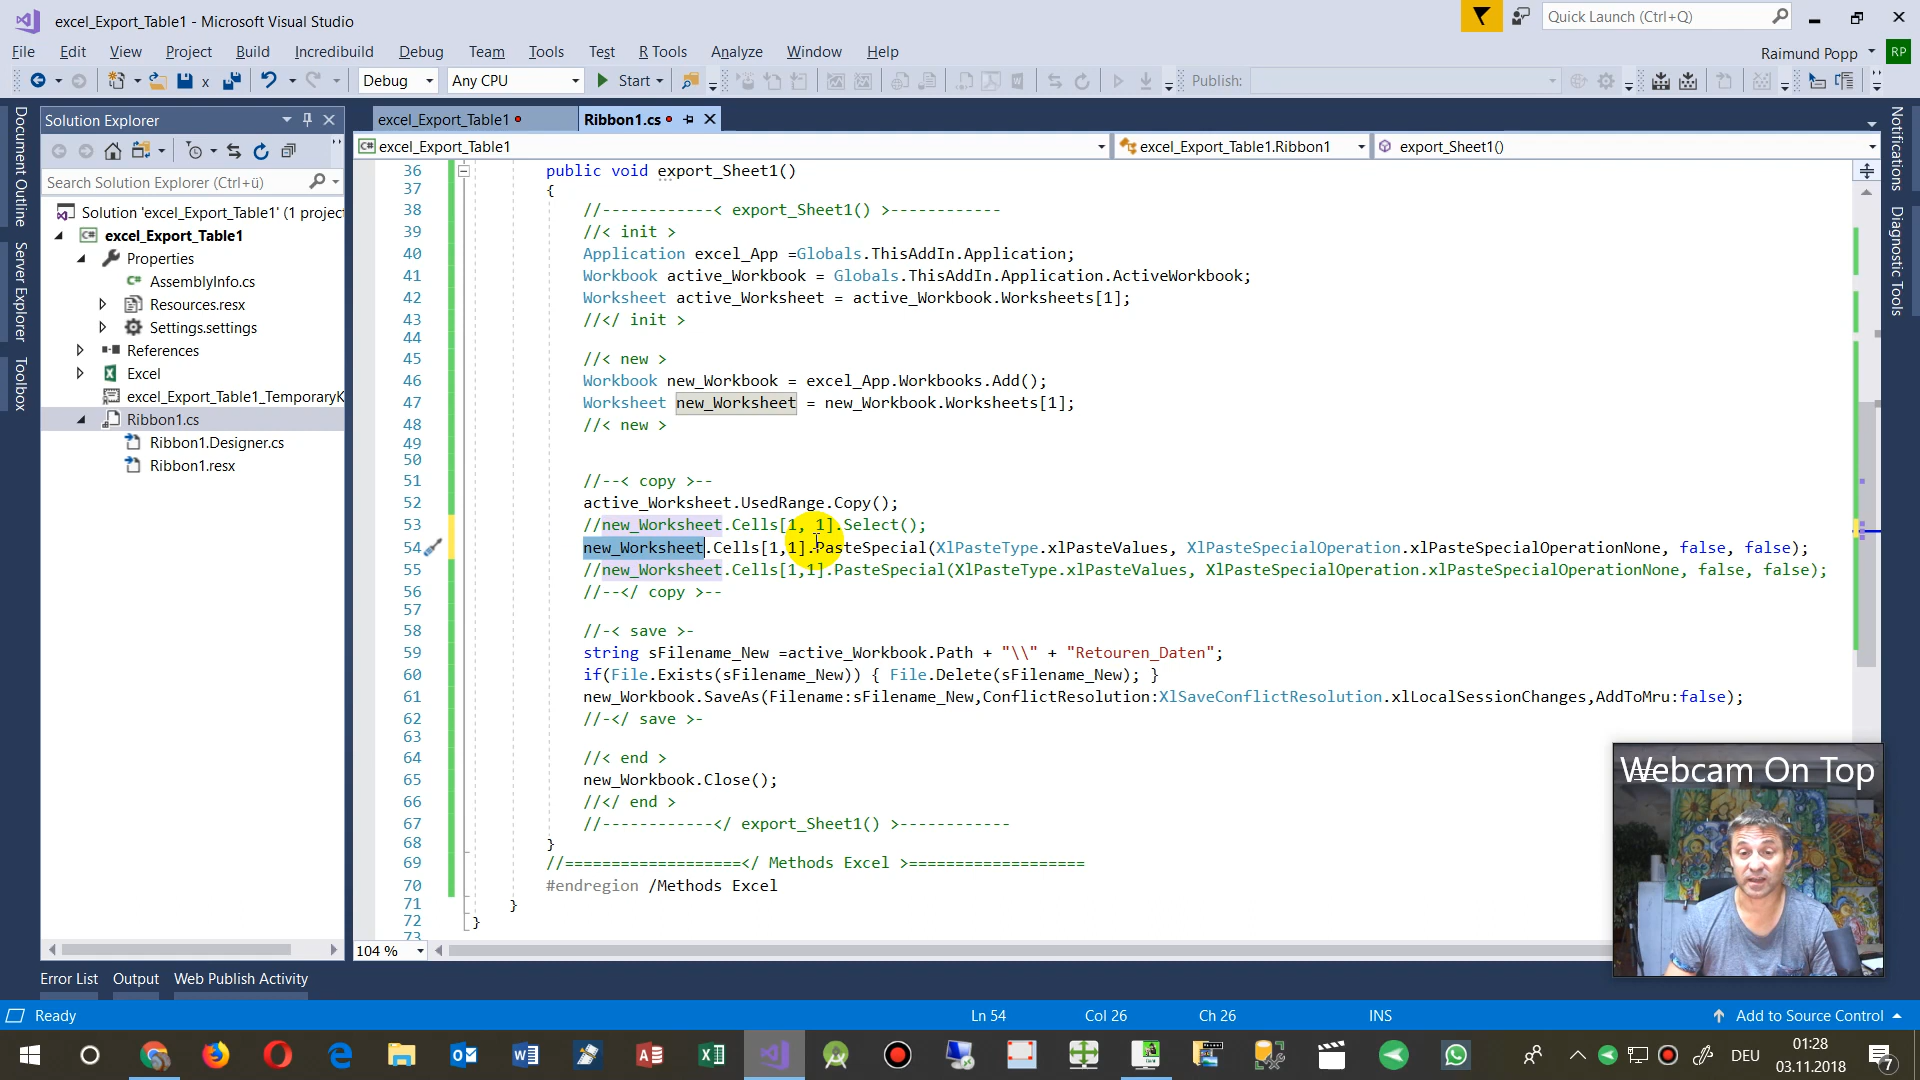 excel_Export_Table1 - Microsoft Visual Studio
Quick Launch (Ctrl+Q)
File Edit View Project Build Incredibuild Debug Team Tools Test R Tools Analyze Window Help
Raimund Popp RP
Debug Any CPU Start Publish:
Document Outline
Server Explorer
Toolbox
Solution Explorer
Search Solution Explorer (Ctrl+ü)
Solution 'excel_Export_Table1' (1 project
excel_Export_Table1
Properties
AssemblyInfo.cs
Resources.resx
Settings.settings
References
Excel
excel_Export_Table1_TemporaryK
Ribbon1.cs
Ribbon1.Designer.cs
Ribbon1.resx
excel_Export_Table1 Ribbon1.cs
excel_Export_Table1 excel_Export_Table1.Ribbon1 export_Sheet1()
36 public void export_Sheet1()
37 {
38 //------------< export_Sheet1() >------------
39 //< init >
40 Application excel_App =Globals.ThisAddIn.Application;
41 Workbook active_Workbook = Globals.ThisAddIn.Application.ActiveWorkbook;
42 Worksheet active_Worksheet = active_Workbook.Worksheets[1];
43 //</ init >
44
45 //< new >
46 Workbook new_Workbook = excel_App.Workbooks.Add();
47 Worksheet new_Worksheet = new_Workbook.Worksheets[1];
48 //< new >
49
50
51 //--< copy >--
52 active_Worksheet.UsedRange.Copy();
53 //new_Worksheet.Cells[1, 1].Select();
54 new_Worksheet.Cells[1,1].PasteSpecial(XlPasteType.xlPasteValues, XlPasteSpecialOperation.xlPasteSpecialOperationNone, false, false);
55 //new_Worksheet.Cells[1,1].PasteSpecial(XlPasteType.xlPasteValues, XlPasteSpecialOperation.xlPasteSpecialOperationNone, false, false);
56 //--</ copy >--
57
58 //-< save >-
59 string sFilename_New =active_Workbook.Path + "\\" + "Retouren_Daten";
60 if(File.Exists(sFilename_New)) { File.Delete(sFilename_New); }
61 new_Workbook.SaveAs(Filename:sFilename_New,ConflictResolution:XlSaveConflictResolution.xlLocalSessionChanges,AddToMru:false);
62 //-</ save >-
63
64 //< end >
65 new_Workbook.Close();
66 //</ end >
67 //------------</ export_Sheet1() >------------
68 }
69 //===================</ Methods Excel >===================
70 #endregion /Methods Excel
71 }
72 }
73
104 %
Notifications
Diagnostic Tools
Webcam On Top
Error List Output Web Publish Activity
Ready Ln 54 Col 26 Ch 26 INS Add to Source Control
DEU
01:28
03.11.2018
7